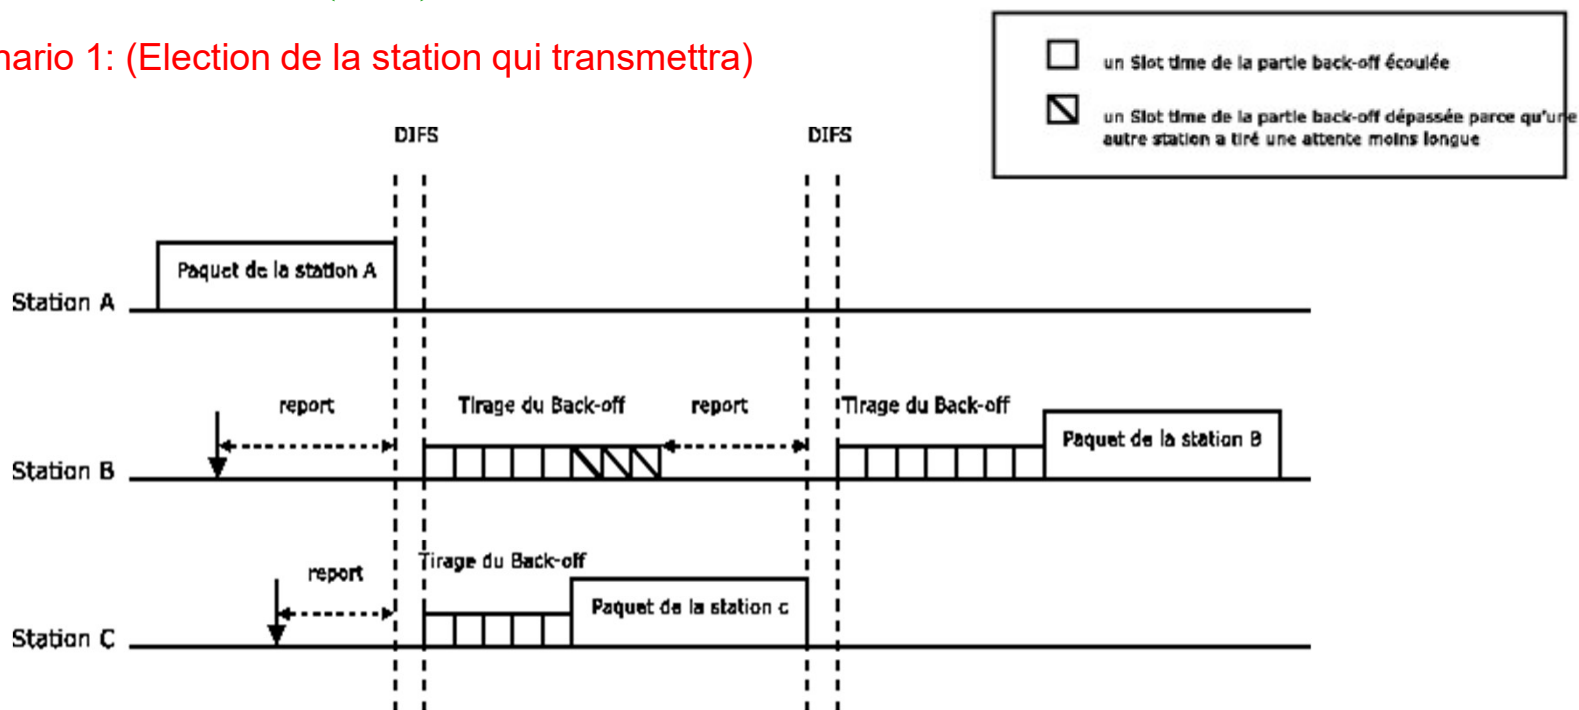 nario 1: (Election de la station qui transmettra)
un Slot time de la partie back-off écoulée
un Slot time de la partie back-off dépassée parce qu'une
autre station a tiré une attente moins longue
DIFS
DIFS
Paquet de la station A
Station A
report
Tirage du Back-off
report
Tirage du Back-off
Paquet de la station B
Station B
report
Tirage du Back-off
Paquet de la station c
Station C